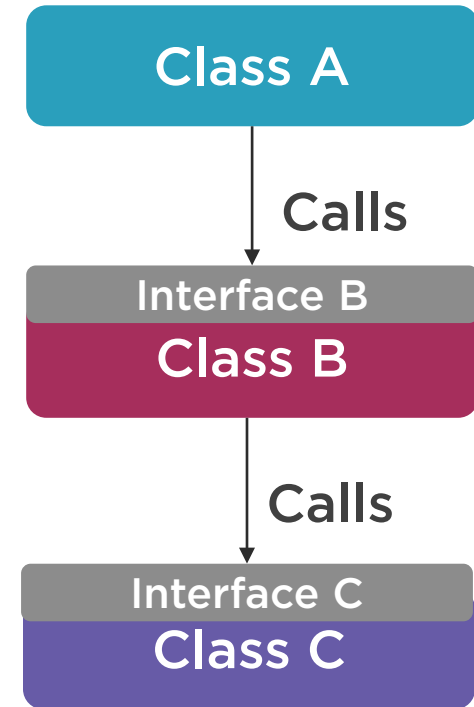 Class A
Calls
Interface B
Class B
Calls
Interface C
Class C